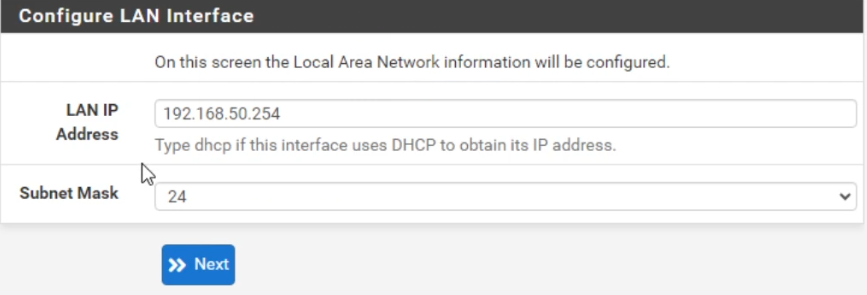 Configure LAN Interface
On this screen the Local Area Network information will be configured.
LAN IP
Address
192.168.50.254
Type dhcp if this interface uses DHCP to obtain its IP address.
Subnet Mask
24
Next